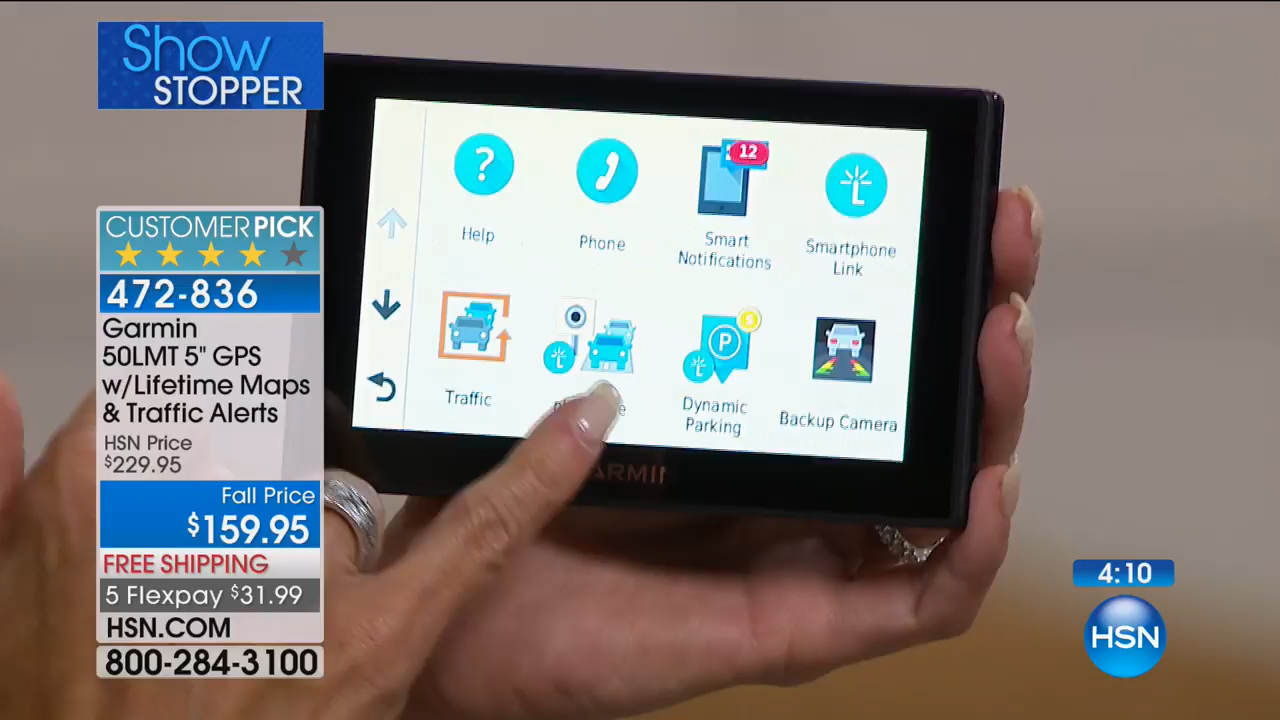 Show
STOPPER
CUSTOMER PICK
472-836
Garmin
50LMT 5" GPS
w/Lifetime Maps
& Traffic Alerts
HSN Price
$229.95
Fall Price
$159.95
FREE SHIPPING
5 Flexpay $31.99
HSN.COM
800-284-3100
?
12
L
Help
Phone
Smart
Notifications
Smartphone
Link
P
Traffic
Dynamic
Parking
Backup Camera
4:10
HSN